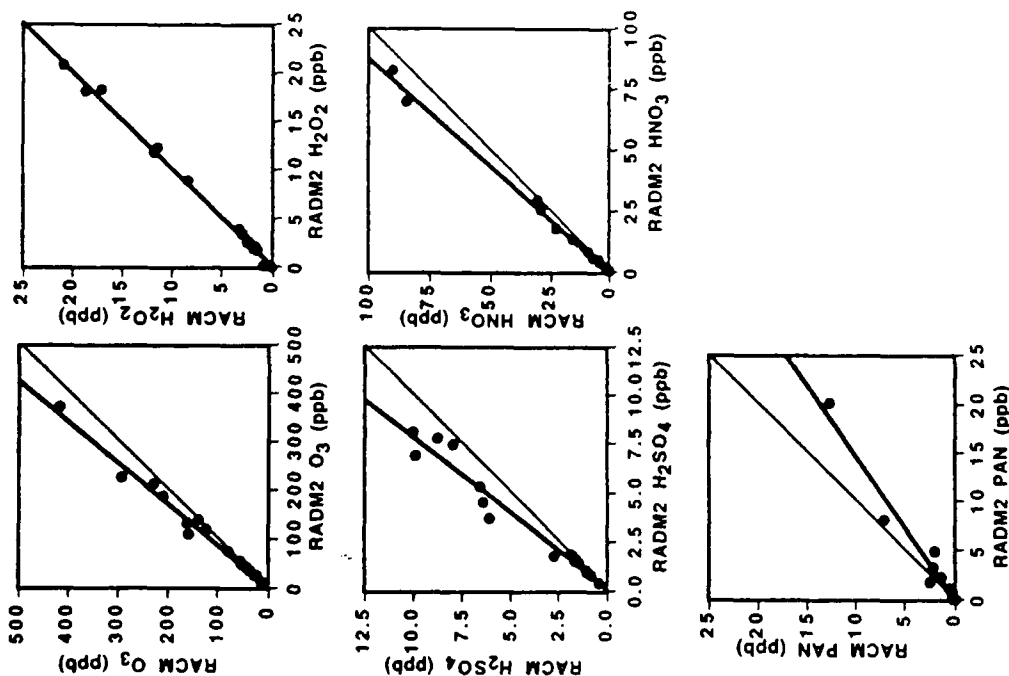 RACM O₃ (ppb)
500
400
300
200
100
0
0 100 200 300 400 500
RADM2 O₃ (ppb)
RACM H₂O₂ (ppb)
25
20
15
10
5
0
0 5 10 15 20 25
RADM2 H₂O₂ (ppb)
RACM H₂SO₄ (ppb)
12.5
10.0
7.5
5.0
2.5
0.0
0.0 2.5 5.0 7.5 10.0 12.5
RADM2 H₂SO₄ (ppb)
RACM HNO₃ (ppb)
100
75
50
25
0
0 25 50 75 100
RADM2 HNO₃ (ppb)
RACM PAN (ppb)
25
20
15
10
5
0
0 5 10 15 20 25
RADM2 PAN (ppb)